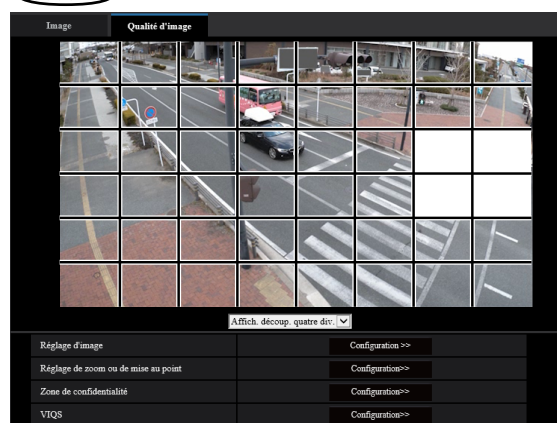 Image
Qualité d'image
Affich. découp. quatre div.
Réglage d'image
Configuration >>
Réglage de zoom ou de mise au point
Configuration>>
Zone de confidentialité
Configuration>>
VIQS
Configuration>>